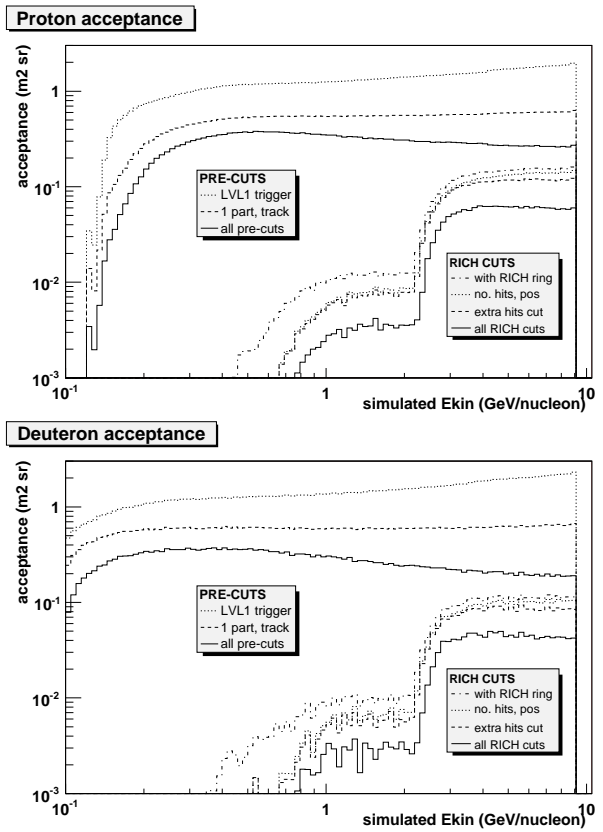 Proton acceptance
acceptance (m2 sr)
1
10-1
10-2
10-3
PRE-CUTS
LVL1 trigger
1 part, track
all pre-cuts
RICH CUTS
with RICH ring
no. hits, pos
extra hits cut
all RICH cuts
10-1 1 10
simulated Ekin (GeV/nucleon)
Deuteron acceptance
acceptance (m2 sr)
1
10-1
10-2
10-3
PRE-CUTS
LVL1 trigger
1 part, track
all pre-cuts
RICH CUTS
with RICH ring
no. hits, pos
extra hits cut
all RICH cuts
10-1 1 10
simulated Ekin (GeV/nucleon)